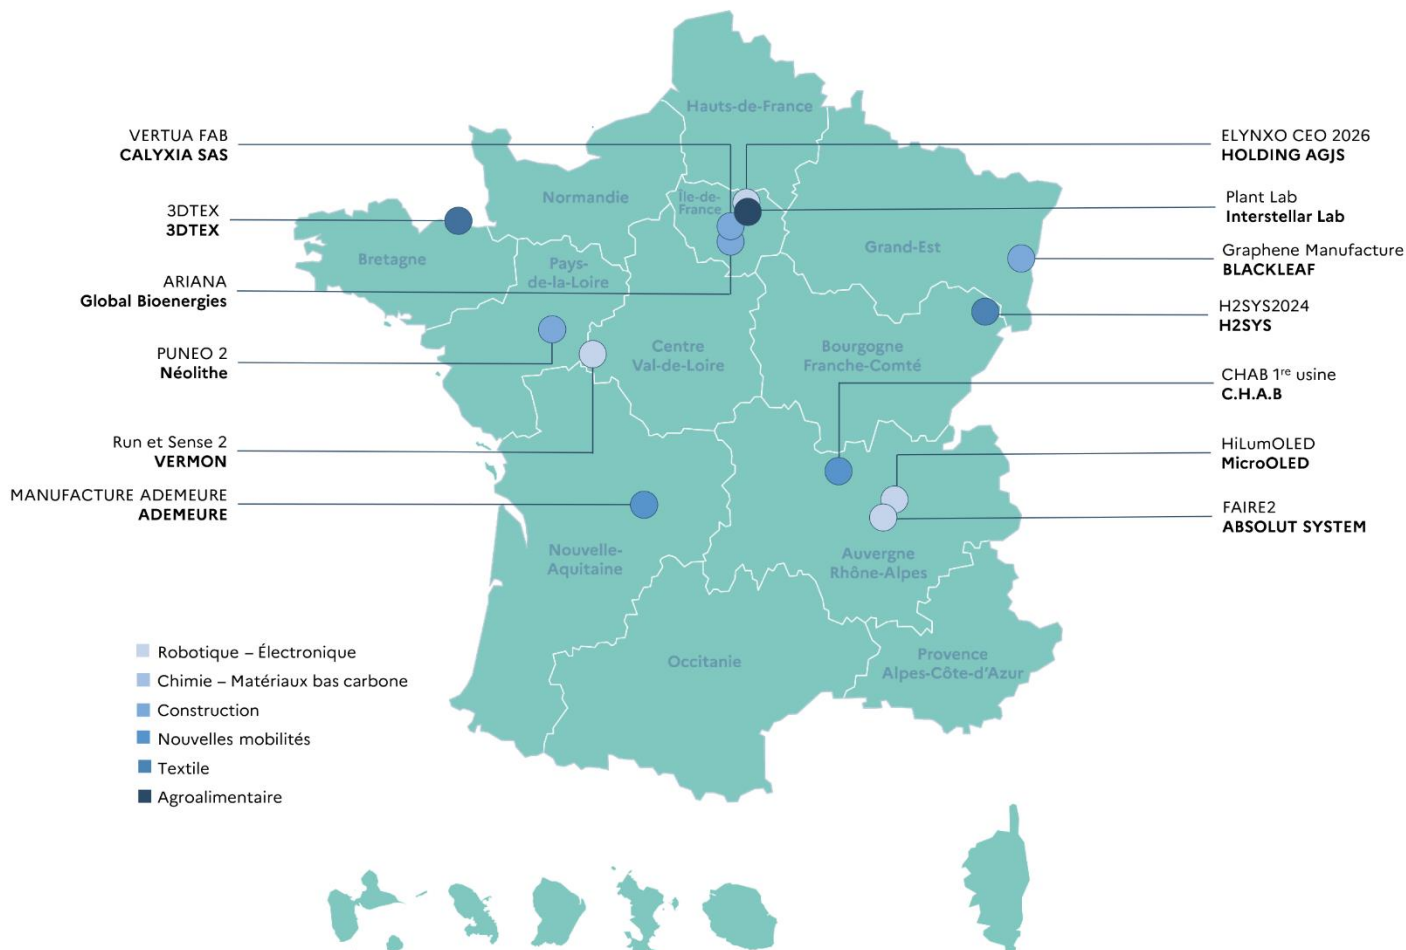 VERTUA FAB
CALYXIA SAS
3DTEX
3DTEX
ARIANA
Global Bioenergies
PUNEO 2
Néolithe
Run et Sense 2
VERMON
MANUFACTURE ADEMEURE
ADEMEURE
Hauts-de-France
Normandie
Île-de-
France
Bretagne
Pays-
de-la-Loire
Grand-Est
Centre
Val-de-Loire
Bourgogne
Franche-Comté
Nouvelle-
Aquitaine
Auvergne
Rhône-Alpes
Occitanie
Provence
Alpes-Côte-d'Azur
ELYNXO CEO 2026
HOLDING AGJS
Plant Lab
Interstellar Lab
Graphene Manufacture
BLACKLEAF
H2SYS2024
H2SYS
CHAB 1re usine
C.H.A.B
HiLumOLED
MicroOLED
FAIRE2
ABSOLUT SYSTEM
Robotique – Électronique
Chimie – Matériaux bas carbone
Construction
Nouvelles mobilités
Textile
Agroalimentaire